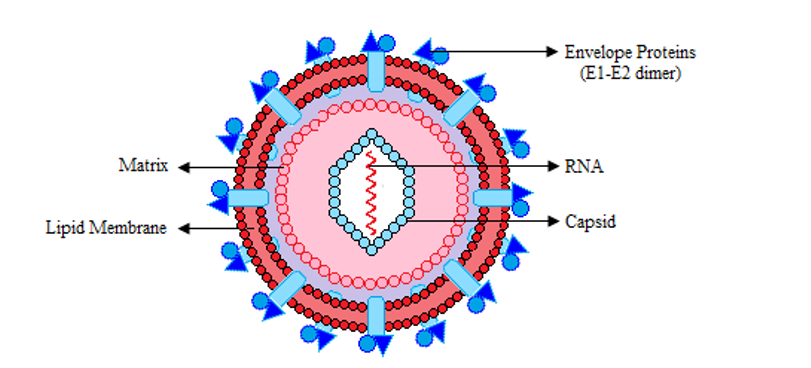 Envelope Proteins
(E1-E2 dimer)
Matrix
RNA
Lipid Membrane
Capsid